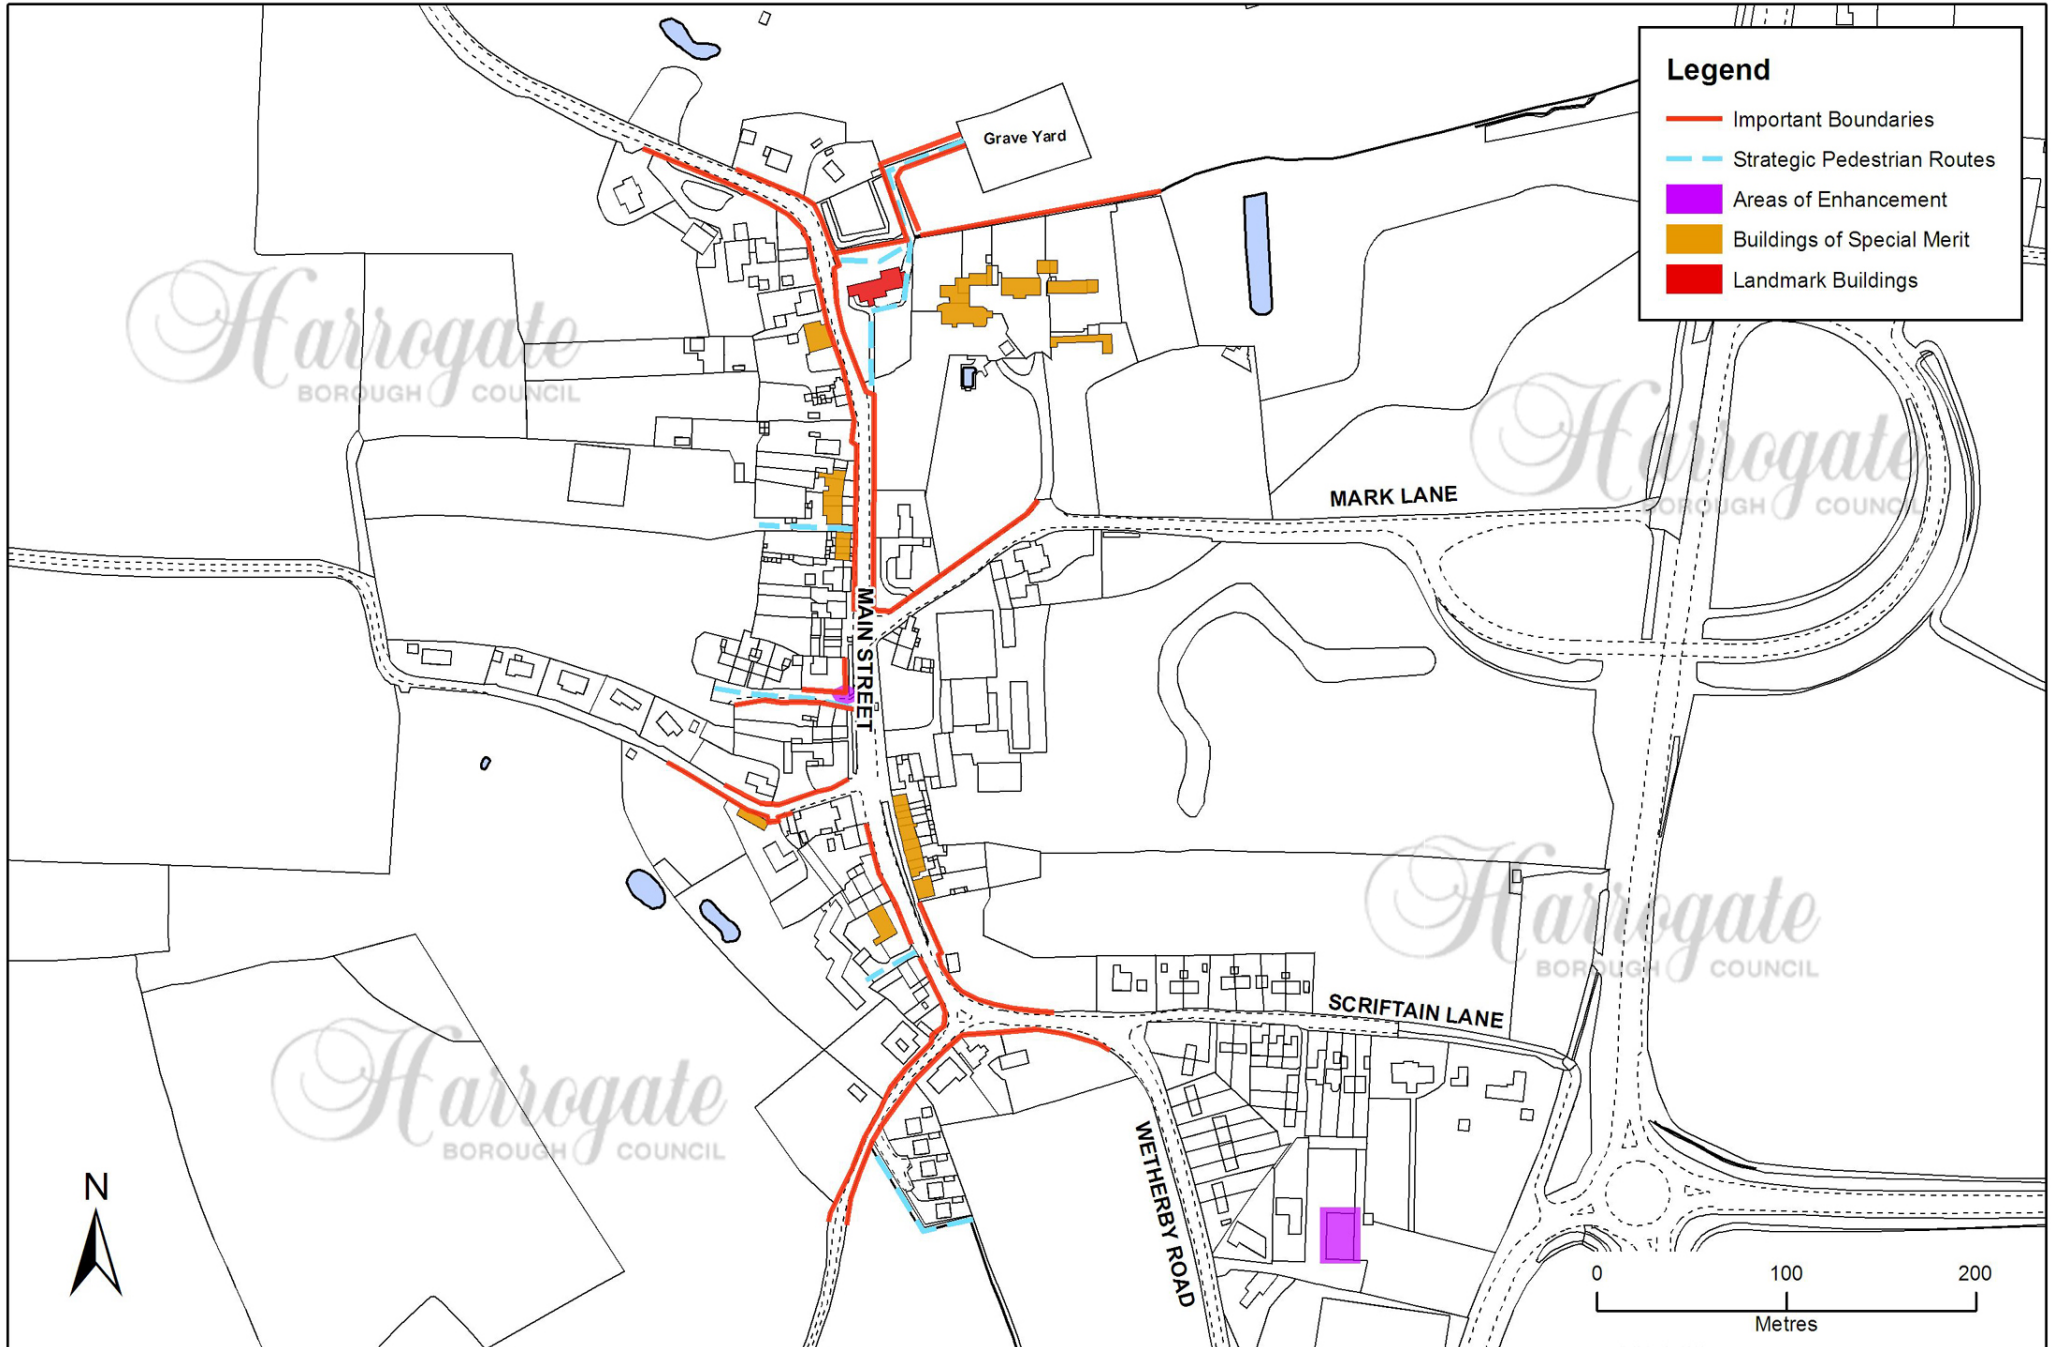 Legend
Important Boundaries
Strategic Pedestrian Routes
Areas of Enhancement
Buildings of Special Merit
Landmark Buildings
Grave Yard
Harrogate
BOROUGH COUNCIL
Harrogate
BOROUGH COUNCIL
MARK LANE
MAIN STREET
Harrogate
BOROUGH COUNCIL
SCRIFTAIN LANE
Harrogate
BOROUGH COUNCIL
WETHERBY ROAD
N
0 100 200
Metres